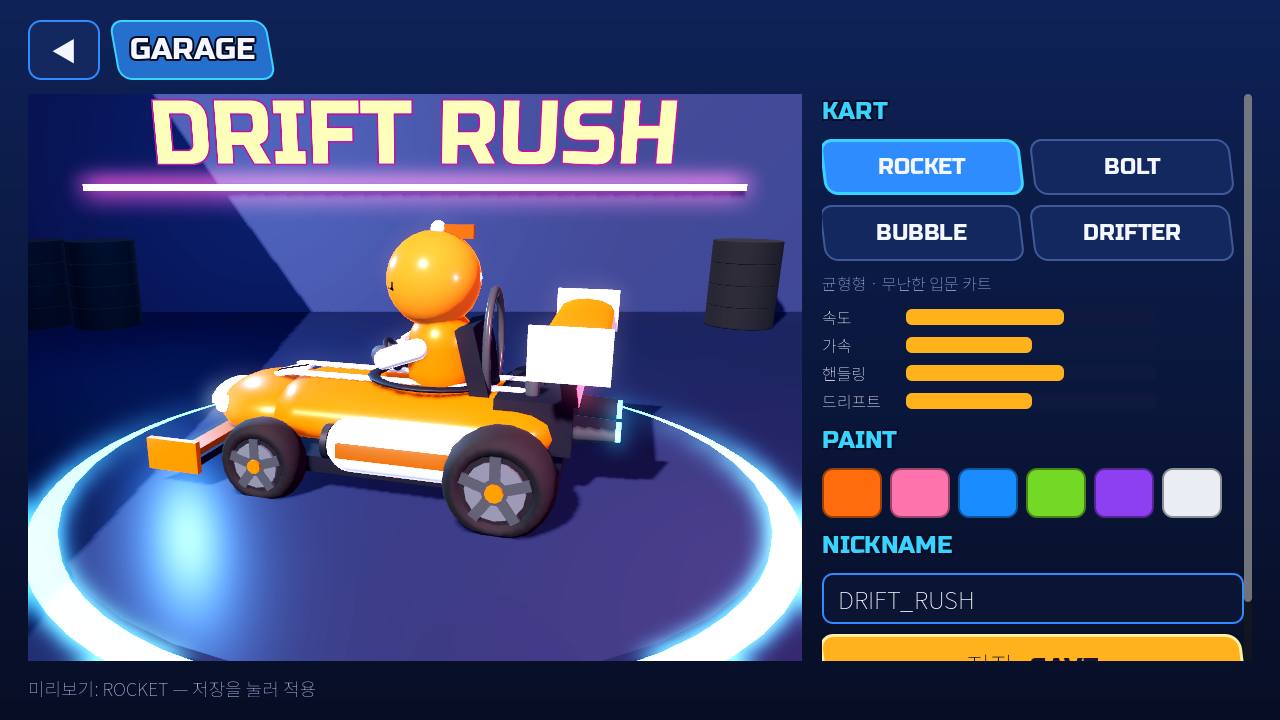 GARAGE
DRIFT RUSH
KART
ROCKET
BOLT
BUBBLE
DRIFTER
균형형 · 무난한 입문 카트
속도
가속
핸들링
드리프트
PAINT
NICKNAME
DRIFT_RUSH
미리보기: ROCKET — 저장을 눌러 적용